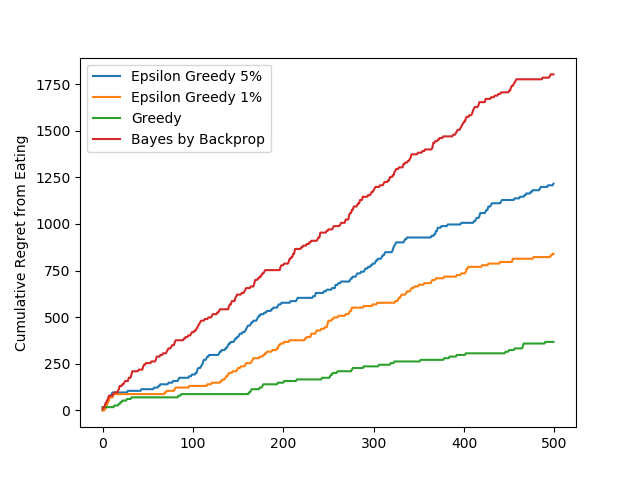 Epsilon Greedy 5%
Epsilon Greedy 1%
Greedy
Bayes by Backprop
Cumulative Regret from Eating
1750
1500
1250
1000
750
500
250
0
0 100 200 300 400 500